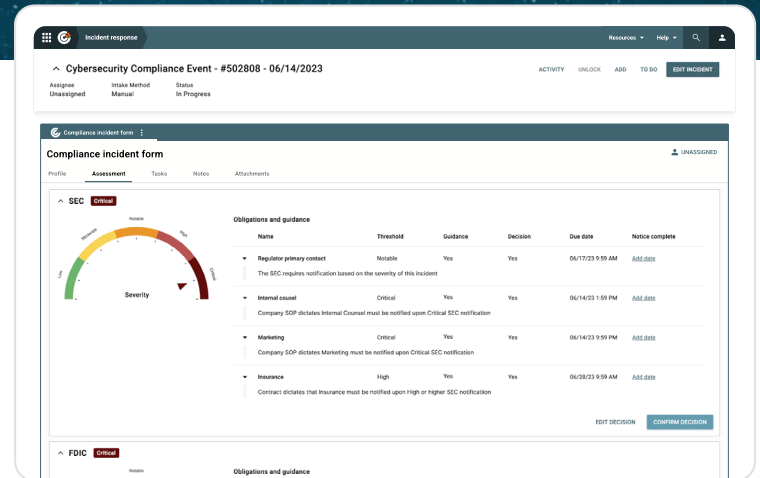 Incident response
Resources Help
Cybersecurity Compliance Event - #502808 - 06/14/2023
ACTIVITY UNLOCK ADD TO DO EDIT INCIDENT
Assignee Intake Method Status
Unassigned Manual In Progress
Compliance incident form
Compliance incident form
UNASSIGNED
Profile Assessment Tasks Notes Attachments
SEC Critical
Low
Moderate
Notable
High
Critical
Severity
Obligations and guidance
Name Threshold Guidance Decision Due date Notice complete
Regulator primary contact Notable Yes Yes 06/17/23 9:59 AM Add date
The SEC requires notification based on the severity of this incident
Internal cousel Critical Yes Yes 06/14/23 1:59 PM Add date
Company SOP dictates Internal Counsel must be notified upon Critical SEC notification
Marketing Critical Yes Yes 06/14/23 9:59 PM Add date
Company SOP dictates Marketing must be notified upon Critical SEC notification
Insurance High Yes Yes 06/28/23 9:59 AM Add date
Contract dictates that Insurance must be notified upon High or higher SEC notification
EDIT DECISION CONFIRM DECISION
FDIC Critical
Notable
Obligations and guidance